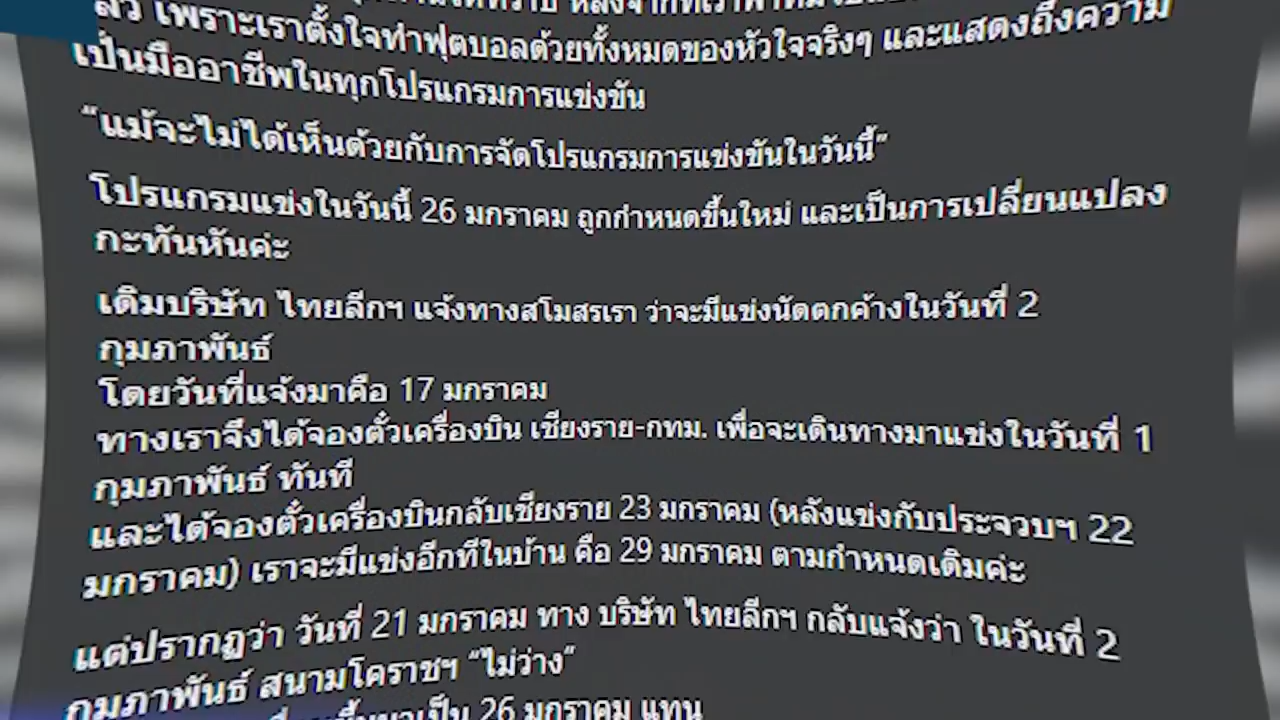 เพราะเราตั้งใจทำฟุตบอลด้วยทั้งหมดของหัวใจจริงๆ และแสดงถึงความ
เป็นมืออาชีพในทุกโปรแกรมการแข่งขัน
“แม้จะไม่ได้เห็นด้วยกับการจัดโปรแกรมการแข่งขันในวันนี้”
โปรแกรมแข่งในวันนี้ 26 มกราคม ถูกกำหนดขึ้นใหม่ และเป็นการเปลี่ยนแปลง
กะทันหันค่ะ
เดิมบริษัท ไทยลีกฯ แจ้งทางสโมสรเรา ว่าจะมีแข่งนัดตกค้างในวันที่ 2
กุมภาพันธ์
โดยวันที่แจ้งมาคือ 17 มกราคม
ทางเราจึงได้จองตั๋วเครื่องบิน เชียงราย-กทม. เพื่อจะเดินทางมาแข่งในวันที่ 1
กุมภาพันธ์ ทันที
และได้จองตั๋วเครื่องบินกลับเชียงราย 23 มกราคม (หลังแข่งกับประจวบฯ 22
มกราคม) เราจะมีแข่งอีกทีในบ้าน คือ 29 มกราคม ตามกำหนดเดิมค่ะ
แต่ปรากฏว่า วันที่ 21 มกราคม ทาง บริษัท ไทยลีกฯ กลับแจ้งว่า ในวันที่ 2
กุมภาพันธ์ สนามโคราชฯ “ไม่ว่าง”
26 มกราคม แทน